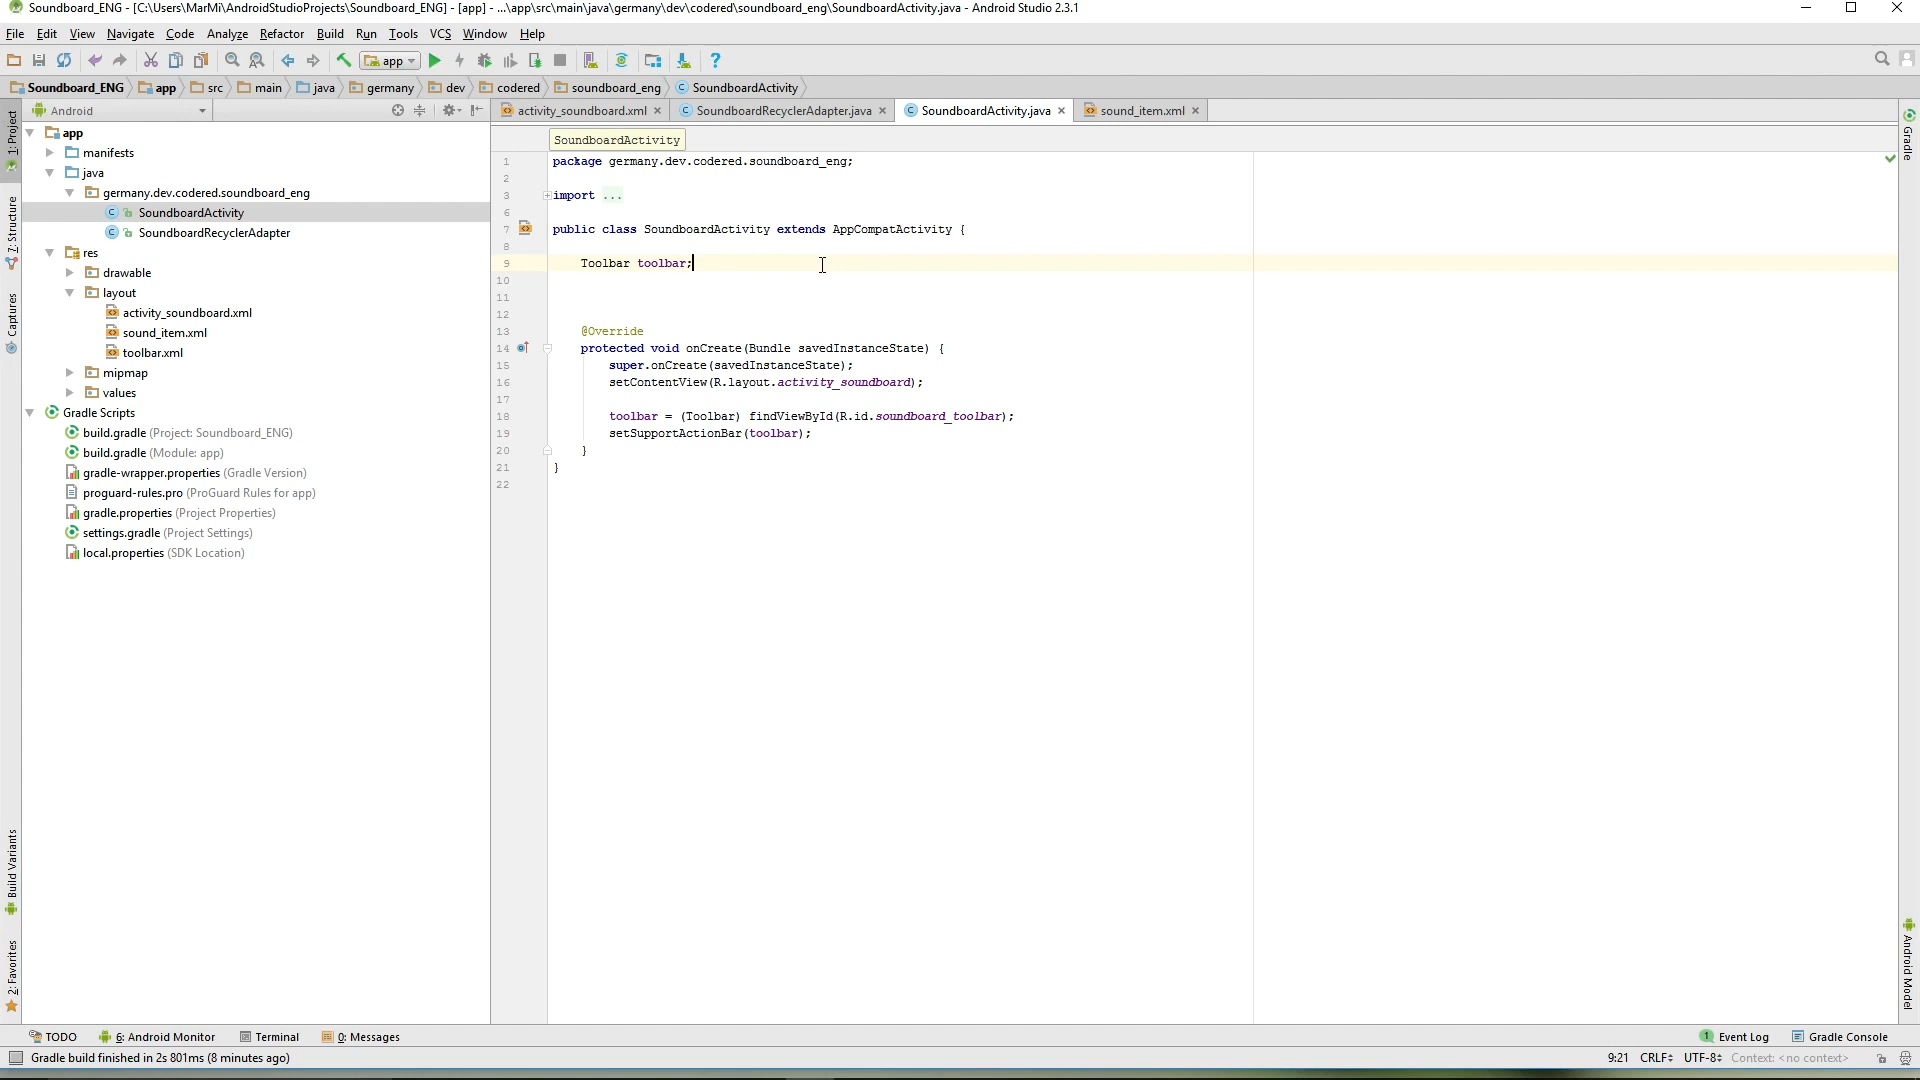 Soundboard_ENG - [C:\Users\MarMi\AndroidStudioProjects\Soundboard_ENG] - [app] - ...\app\src\main\java\germany\dev\codered\soundboard_eng\SoundboardActivity.java - Android Studio 2.3.1
File Edit View Navigate Code Analyze Refactor Build Run Tools VCS Window Help
app
Soundboard_ENG app src main java germany dev codered soundboard_eng SoundboardActivity
Android
activity_soundboard.xml SoundboardRecyclerAdapter.java SoundboardActivity.java sound_item.xml
1: Project
7: Structure
Captures
Build Variants
2: Favorites
app
manifests
java
germany.dev.codered.soundboard_eng
SoundboardActivity
SoundboardRecyclerAdapter
res
drawable
layout
activity_soundboard.xml
sound_item.xml
toolbar.xml
mipmap
values
Gradle Scripts
build.gradle (Project: Soundboard_ENG)
build.gradle (Module: app)
gradle-wrapper.properties (Gradle Version)
proguard-rules.pro (ProGuard Rules for app)
gradle.properties (Project Properties)
settings.gradle (Project Settings)
local.properties (SDK Location)
SoundboardActivity
1 package germany.dev.codered.soundboard_eng;
2
3 import ...
6
7 public class SoundboardActivity extends AppCompatActivity {
8
9 Toolbar toolbar;
10
11
12
13 @Override
14 protected void onCreate(Bundle savedInstanceState) {
15 super.onCreate(savedInstanceState);
16 setContentView(R.layout.activity_soundboard);
17
18 toolbar = (Toolbar) findViewById(R.id.soundboard_toolbar);
19 setSupportActionBar(toolbar);
20 }
21 }
22
Gradle
Android Model
TODO 6: Android Monitor Terminal 0: Messages 1 Event Log Gradle Console
Gradle build finished in 2s 801ms (8 minutes ago) 9:21 CRLF UTF-8 Context: <no context>